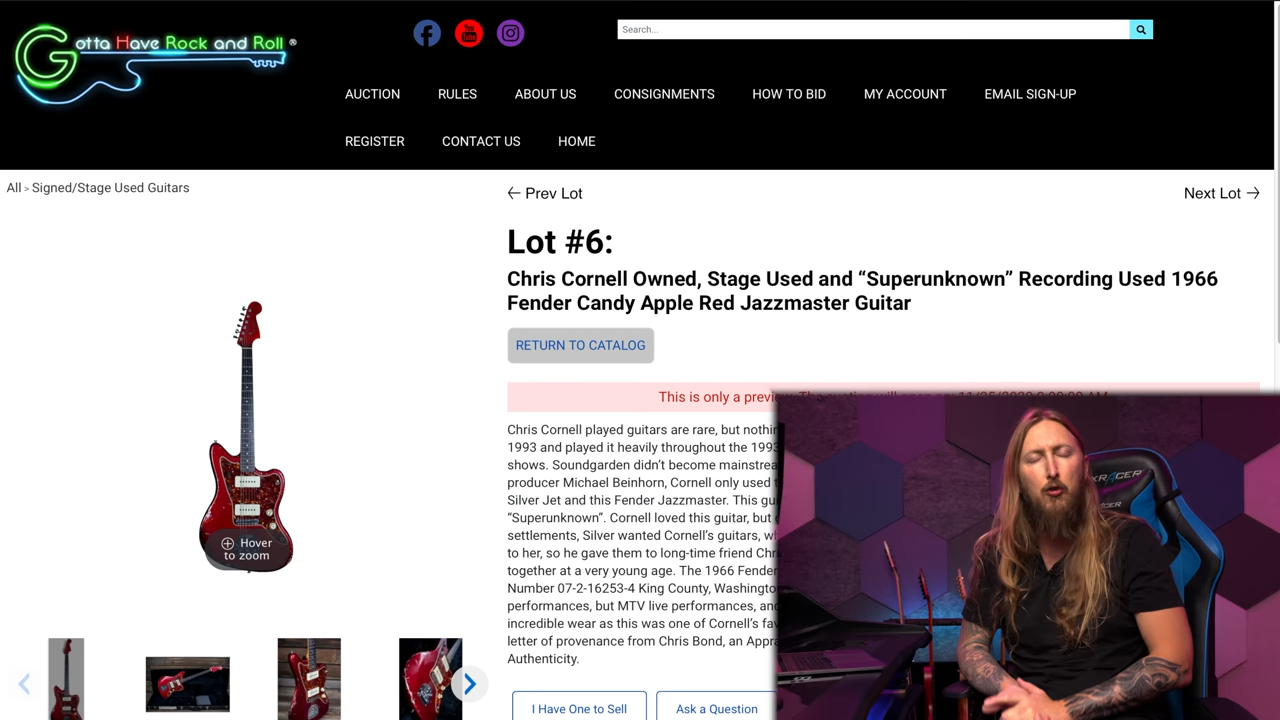 Gotta Have Rock and Roll ®
You Tube
Search...
AUCTION RULES ABOUT US CONSIGNMENTS HOW TO BID MY ACCOUNT EMAIL SIGN-UP
REGISTER CONTACT US HOME
All > Signed/Stage Used Guitars
← Prev Lot
Next Lot →
Lot #6:
Chris Cornell Owned, Stage Used and “Superunknown” Recording Used 1966
Fender Candy Apple Red Jazzmaster Guitar
RETURN TO CATALOG
This is only a previ
Chris Cornell played guitars are rare, but nothin
1993 and played it heavily throughout the 1993
shows. Soundgarden didn’t become mainstrea
producer Michael Beinhorn, Cornell only used t
Silver Jet and this Fender Jazzmaster. This gu
“Superunknown”. Cornell loved this guitar, but
settlements, Silver wanted Cornell’s guitars, w
to her, so he gave them to long-time friend Chr
together at a very young age. The 1966 Fender
Number 07-2-16253-4 King County, Washington
performances, but MTV live performances, and
incredible wear as this was one of Cornell’s fav
letter of provenance from Chris Bond, an Appra
Authenticity.
Hover
to zoom
I Have One to Sell
Ask a Question